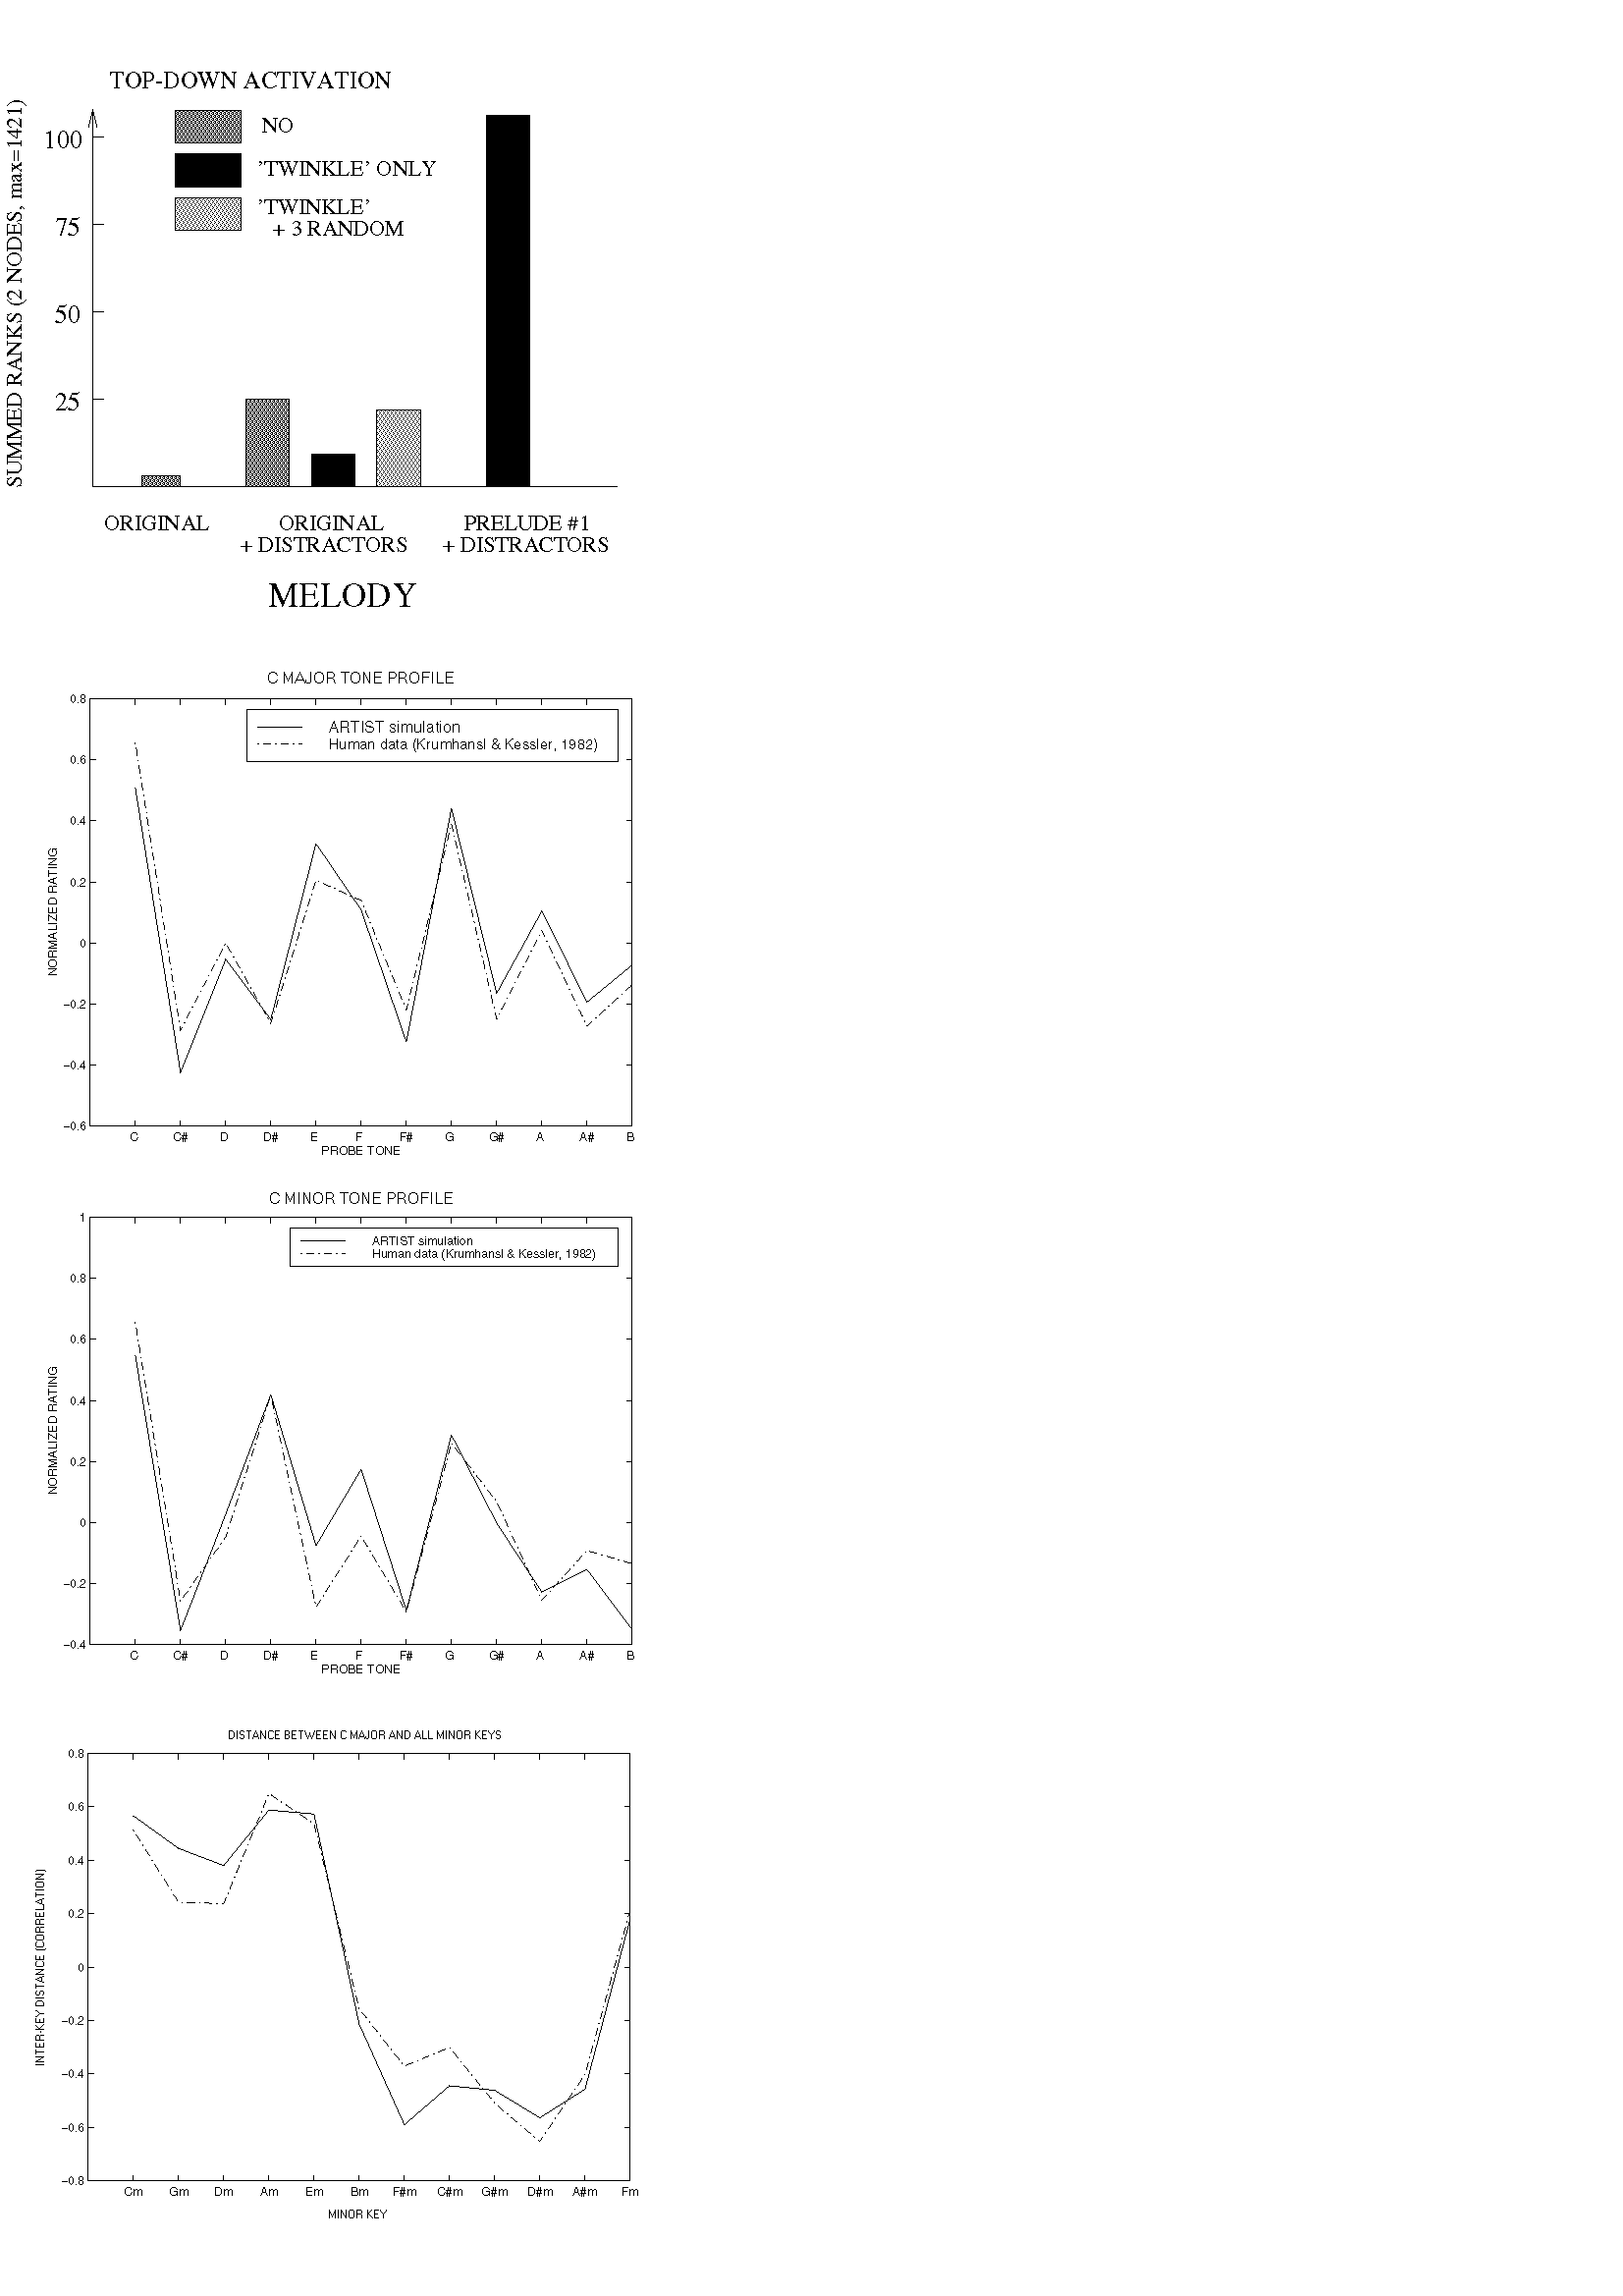 TOP-DOWN ACTIVATION
SUMMED RANKS (2 NODES, max=1421)
100
75
50
25
NO
'TWINKLE' ONLY
'TWINKLE'
+ 3 RANDOM
ORIGINAL
ORIGINAL
+ DISTRACTORS
PRELUDE #1
+ DISTRACTORS
MELODY
C MAJOR TONE PROFILE
ARTIST simulation
Human data (Krumhansl & Kessler, 1982)
NORMALIZED RATING
0.8
0.6
0.4
0.2
0
−0.2
−0.4
−0.6
C C# D D# E F F# G G# A A# B
PROBE TONE
C MINOR TONE PROFILE
ARTIST simulation
Human data (Krumhansl & Kessler, 1982)
NORMALIZED RATING
1
0.8
0.6
0.4
0.2
0
−0.2
−0.4
C C# D D# E F F# G G# A A# B
PROBE TONE
DISTANCE BETWEEN C MAJOR AND ALL MINOR KEYS
INTER-KEY DISTANCE (CORRELATION)
0.8
0.6
0.4
0.2
0
−0.2
−0.4
−0.6
−0.8
Cm Gm Dm Am Em Bm F#m C#m G#m D#m A#m Fm
MINOR KEY